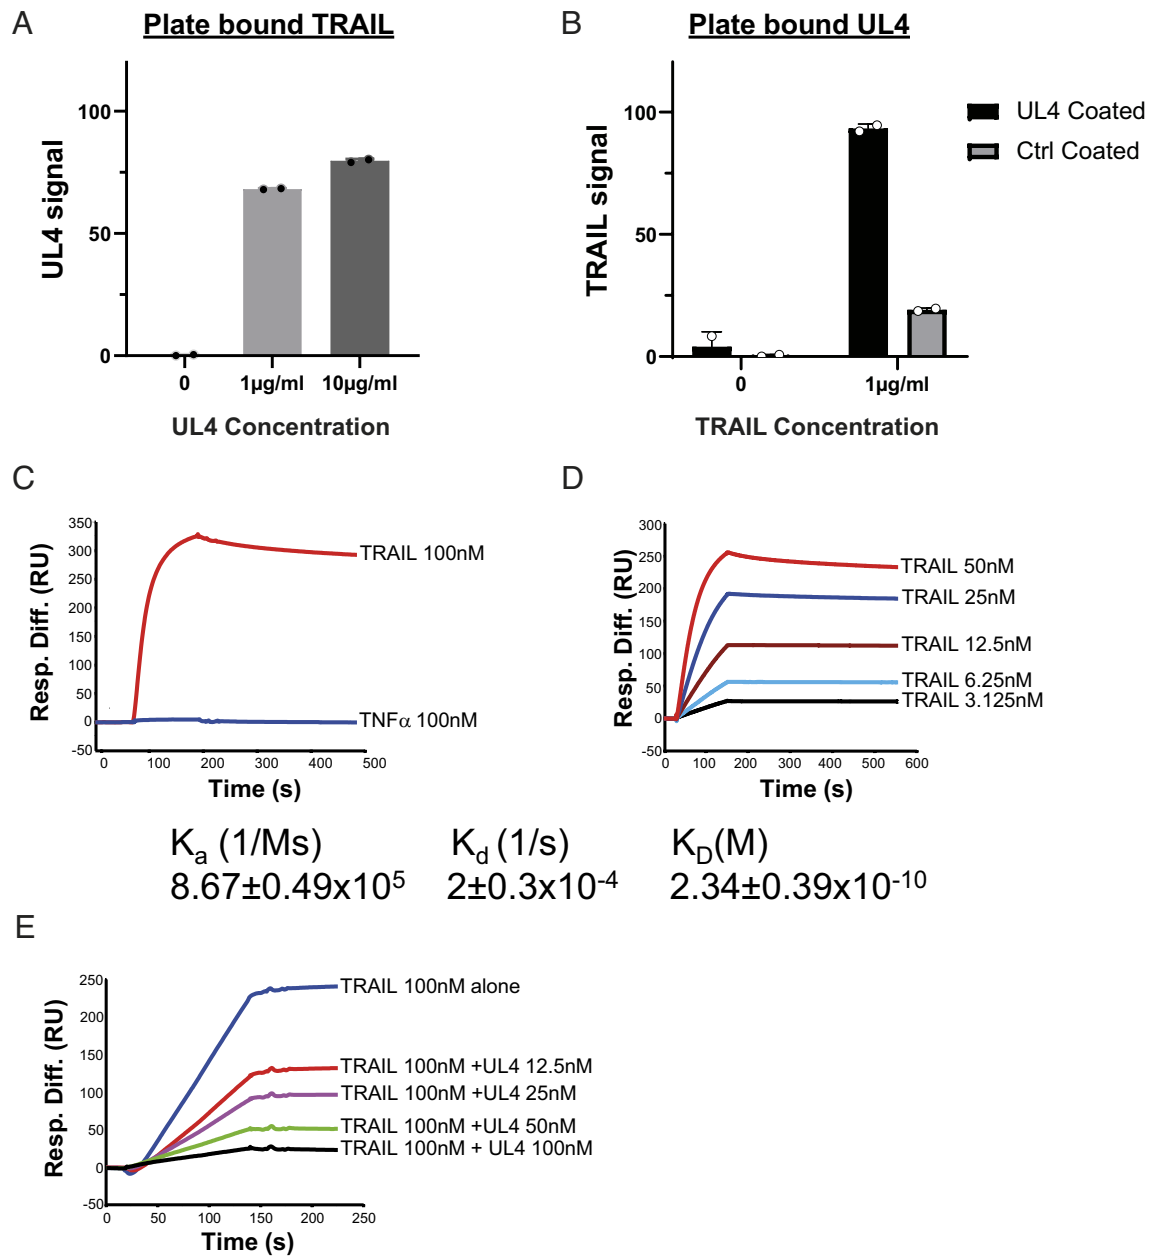 A
Plate bound TRAIL
UL4 signal
100
50
0
0 1µg/ml 10µg/ml
UL4 Concentration
B
Plate bound UL4
TRAIL signal
100
50
0
0 1µg/ml
TRAIL Concentration
UL4 Coated
Ctrl Coated
C
Resp. Diff. (RU)
350
300
250
200
150
100
50
0
-50
0 100 200 300 400 500
Time (s)
TRAIL 100nM
TNFα 100nM
D
Resp. Diff. (RU)
300
250
200
150
100
50
0
-50
0 100 200 300 400 500 600
Time (s)
TRAIL 50nM
TRAIL 25nM
TRAIL 12.5nM
TRAIL 6.25nM
TRAIL 3.125nM
Ka (1/Ms) Kd (1/s) KD(M)
8.67±0.49x10⁵ 2±0.3x10⁻⁴ 2.34±0.39x10⁻¹⁰
E
Resp. Diff. (RU)
250
200
150
100
50
0
-50
0 50 100 150 200 250
Time (s)
TRAIL 100nM alone
TRAIL 100nM +UL4 12.5nM
TRAIL 100nM +UL4 25nM
TRAIL 100nM +UL4 50nM
TRAIL 100nM + UL4 100nM